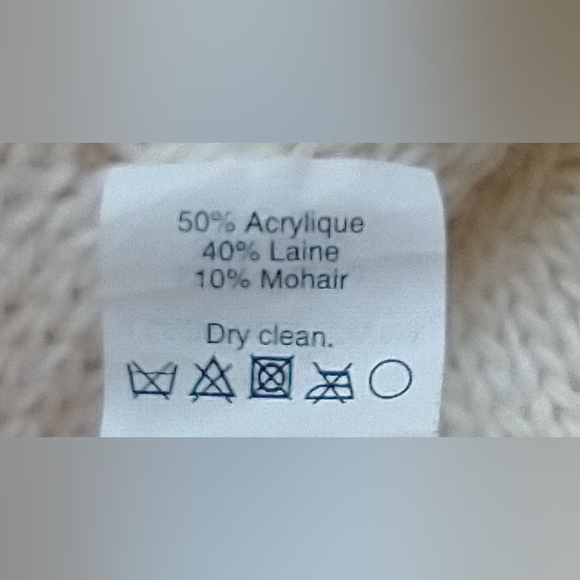 50% Acrylique
40% Laine
10% Mohair
Dry clean.